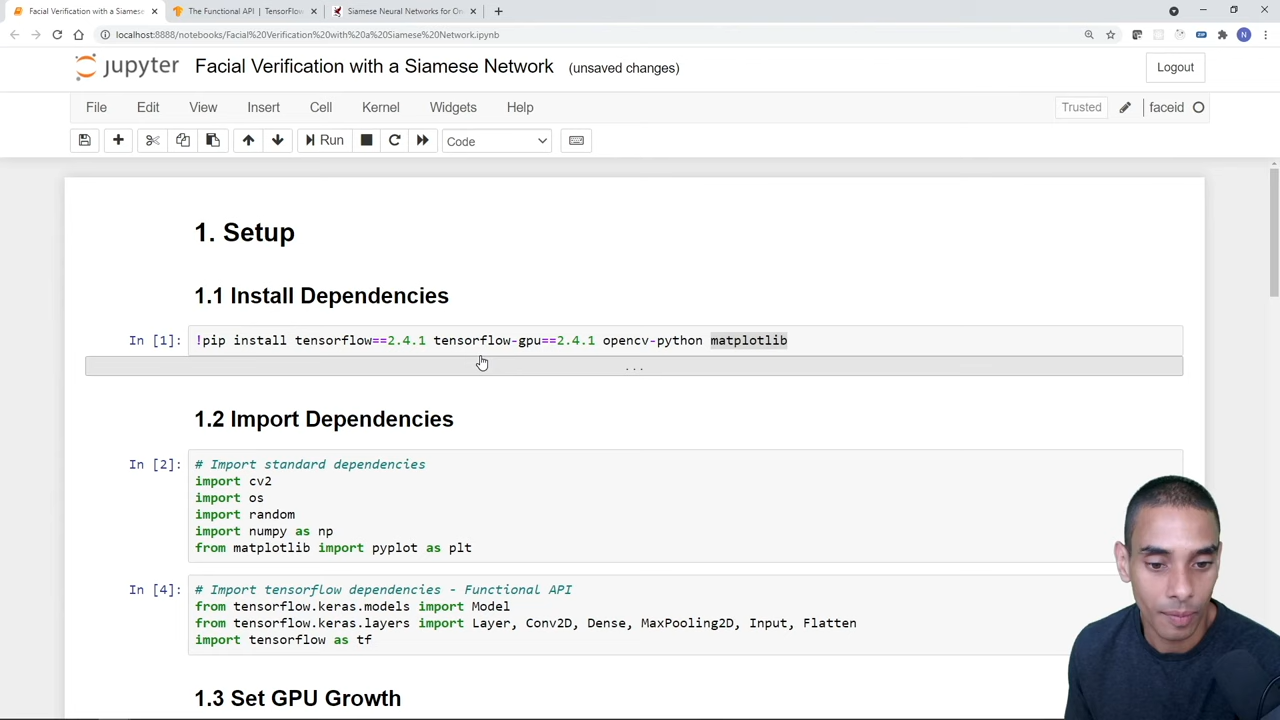 Facial Verification with a Siamese
The Functional API | TensorFlow
Siamese Neural Networks for On
localhost:8888/notebooks/Facial%20Verification%20with%20a%20Siamese%20Network.ipynb
N
jupyter Facial Verification with a Siamese Network (unsaved changes)
Logout
File Edit View Insert Cell Kernel Widgets Help
Trusted faceid
Run Code
1. Setup
1.1 Install Dependencies
In [1]: !pip install tensorflow==2.4.1 tensorflow-gpu==2.4.1 opencv-python matplotlib
...
1.2 Import Dependencies
In [2]: # Import standard dependencies
import cv2
import os
import random
import numpy as np
from matplotlib import pyplot as plt
In [4]: # Import tensorflow dependencies - Functional API
from tensorflow.keras.models import Model
from tensorflow.keras.layers import Layer, Conv2D, Dense, MaxPooling2D, Input, Flatten
import tensorflow as tf
1.3 Set GPU Growth